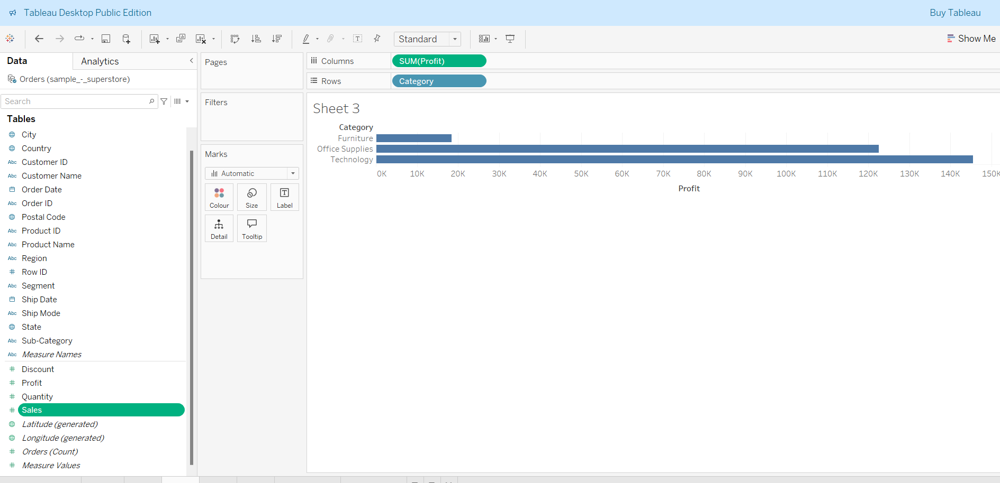 Tableau Desktop Public Edition
Buy Tableau
Standard
Show Me
Data
Analytics
Orders (sample_-_superstore)
Search
Tables
City
Country
Abc Customer ID
Abc Customer Name
Order Date
Abc Order ID
Postal Code
Abc Product ID
Abc Product Name
Abc Region
# Row ID
Abc Segment
Ship Date
Abc Ship Mode
State
Abc Sub-Category
Abc Measure Names
# Discount
# Profit
# Quantity
# Sales
Latitude (generated)
Longitude (generated)
# Orders (Count)
# Measure Values
Pages
Filters
Marks
Automatic
Colour Size Label
Detail Tooltip
Columns SUM(Profit)
Rows Category
Sheet 3
Category
Furniture
Office Supplies
Technology
0K 10K 20K 30K 40K 50K 60K 70K 80K 90K 100K 110K 120K 130K 140K 150K
Profit